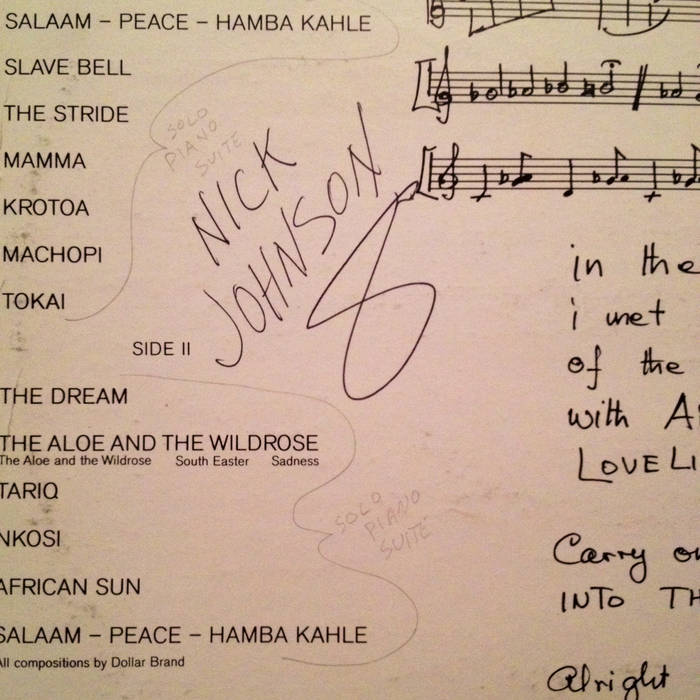 SALAAM – PEACE – HAMBA KAHLE
SLAVE BELL
THE STRIDE
MAMMA
KROTOA
MACHOPI
TOKAI
SOLO
PIANO
SUITE
NICK
JOHNSON
SIDE II
THE DREAM
THE ALOE AND THE WILDROSE
The Aloe and the Wildrose South Easter Sadness
TARIQ
NKOSI
AFRICAN SUN
SALAAM – PEACE – HAMBA KAHLE
All compositions by Dollar Brand
SOLO
PIANO
SUITE
in the
i met
of the
with A
LOVELI
Carry on
INTO TH
Alright